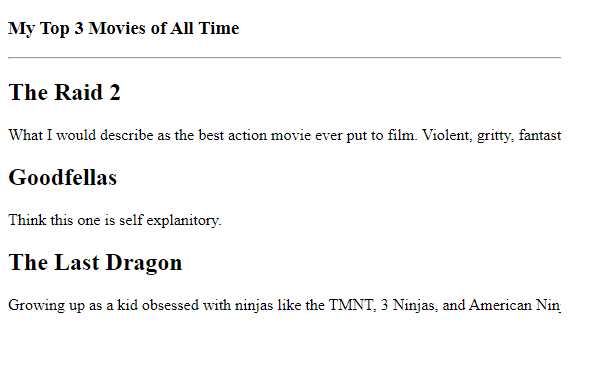 My Top 3 Movies of All Time
The Raid 2
What I would describe as the best action movie ever put to film. Violent, gritty, fantast
Goodfellas
Think this one is self explanitory.
The Last Dragon
Growing up as a kid obsessed with ninjas like the TMNT, 3 Ninjas, and American Nin